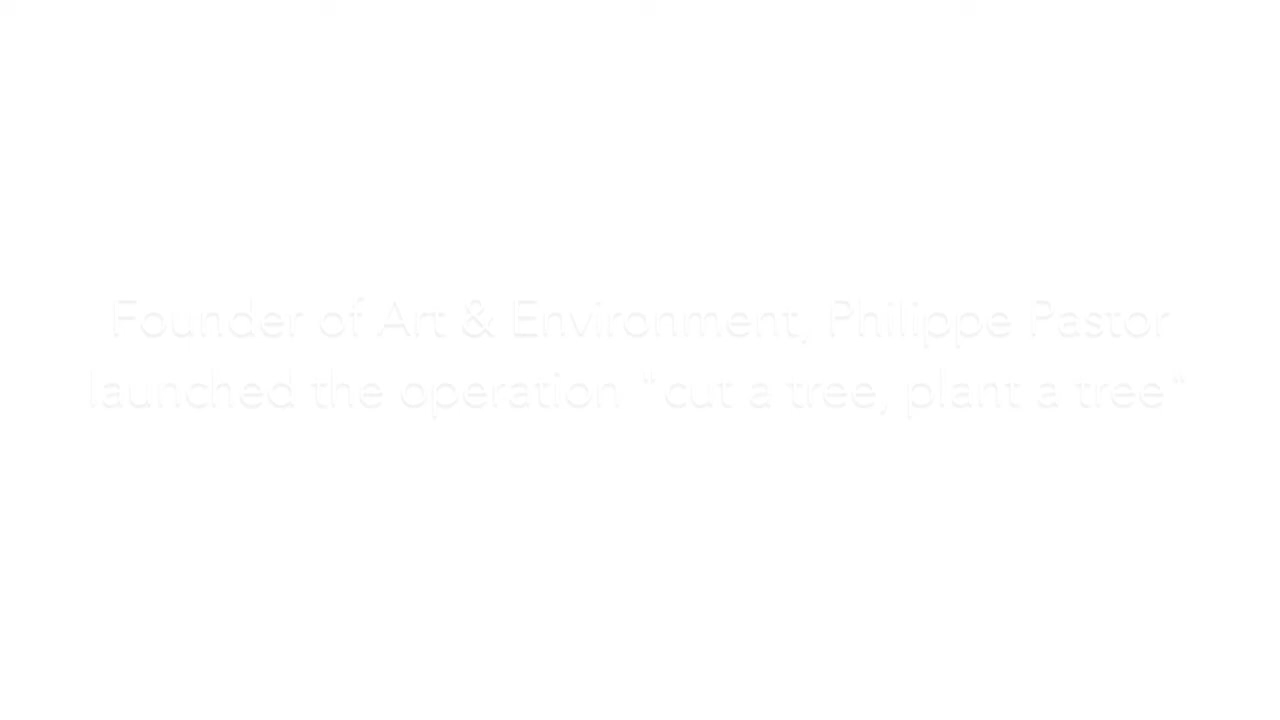 Founder of Art & Environment, Philippe Pastor
launched the operation “cut a tree, plant a tree“